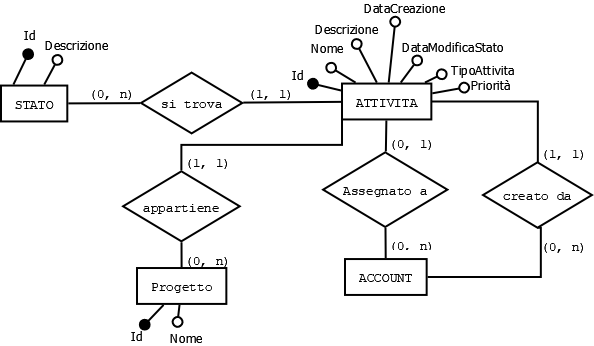 DataCreazione
Id
Descrizione
Descrizione
Nome
DataModificaStato
Id
TipoAttivita
Priorità
STATO
(0, n)
si trova
(1, 1)
ATTIVITA
(1, 1)
(0, 1)
(1, 1)
appartiene
Assegnato a
creato da
(0, n)
(0, n)
(0, n)
Progetto
ACCOUNT
Id
Nome